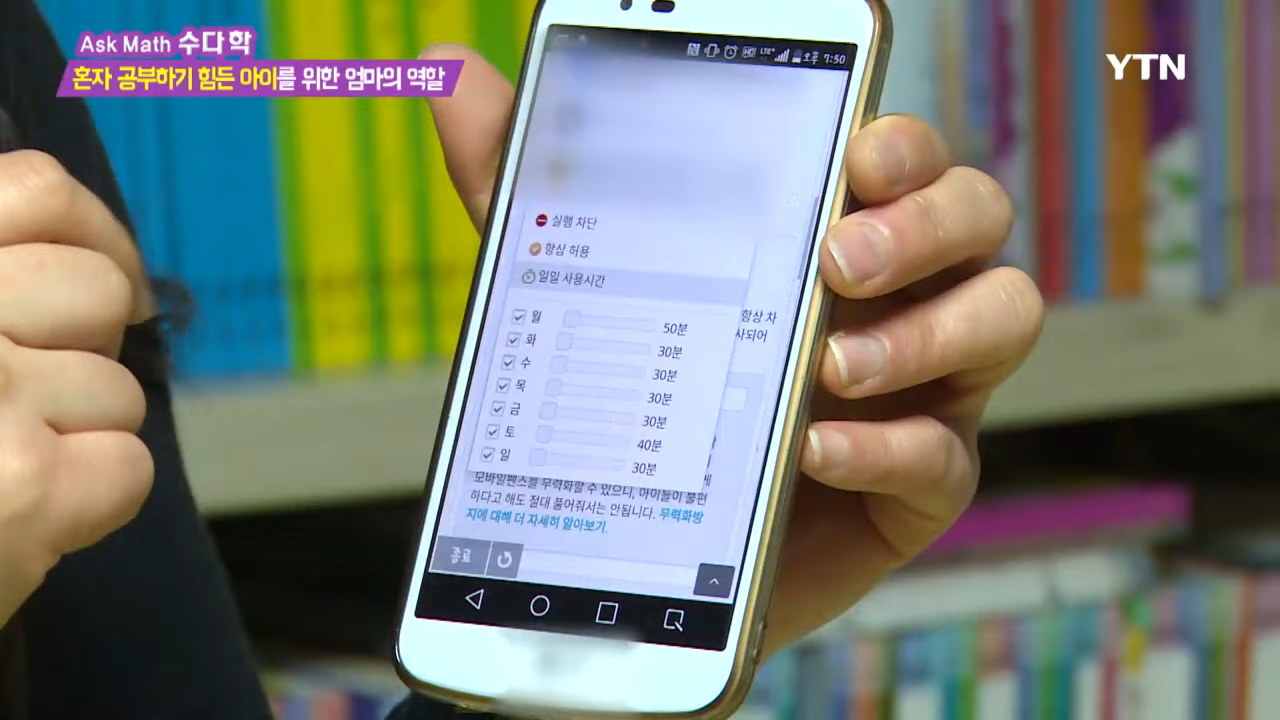 Ask Math 수다학
혼자 공부하기 힘든 아이를 위한 엄마의 역할
YTN
오후 7:50
실행 차단
항상 허용
일일 사용시간
월 50분
화 30분
수 30분
목 30분
금 30분
토 40분
일 30분
항상 차
사되어
모바일펜스를 무력화할 수 있으니, 아이들이 불편
하다고 해도 절대 풀어줘서는 안됩니다. 무력화방
지에 대해 더 자세히 알아보기.
종료